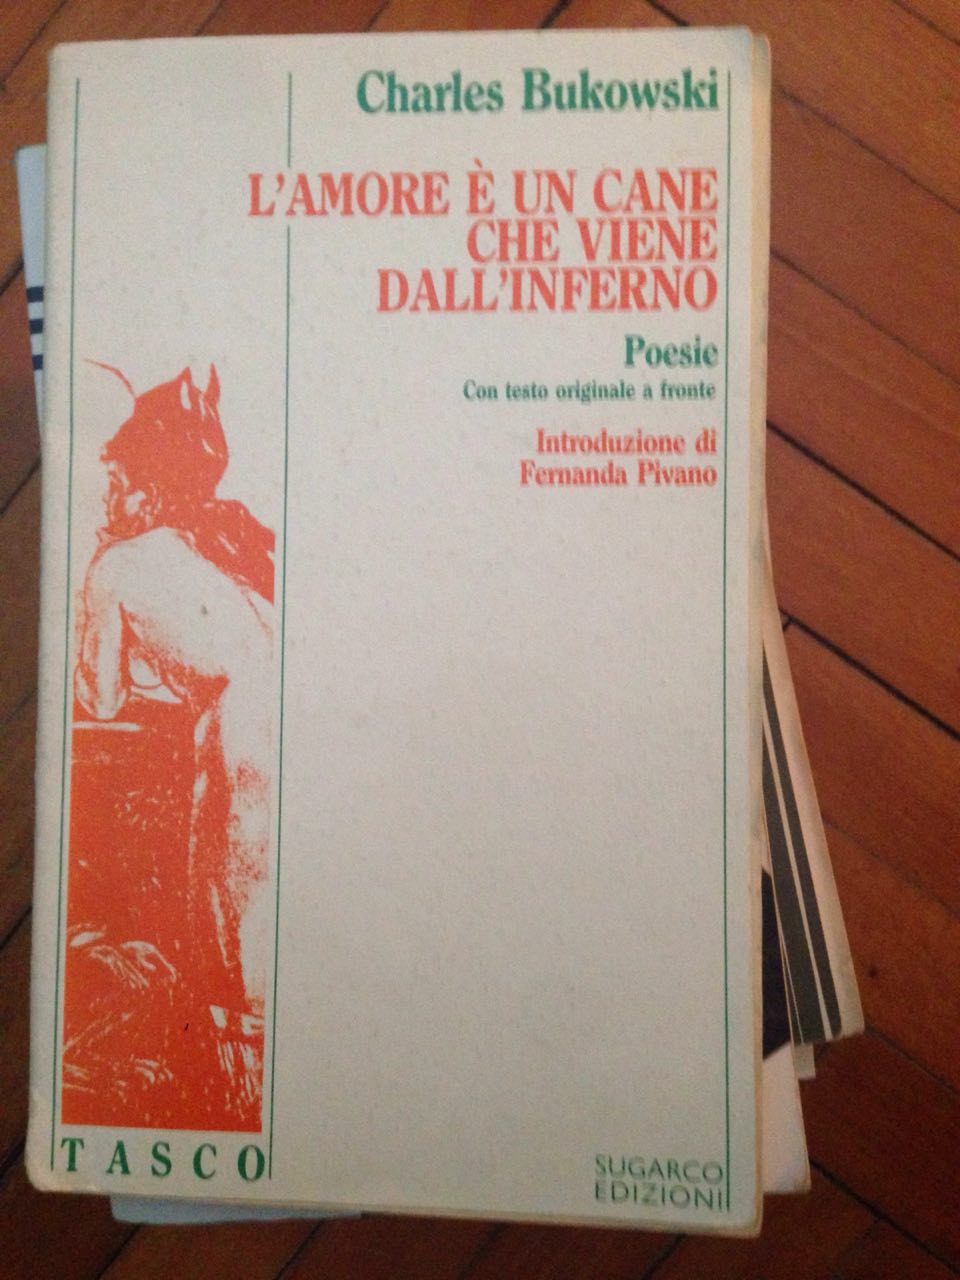 Charles Bukowski
L'AMORE È UN CANE
CHE VIENE
DALL'INFERNO
Poesie
Con testo originale a fronte
Introduzione di
Fernanda Pivano
TASCO
SUGARCO
EDIZIONI